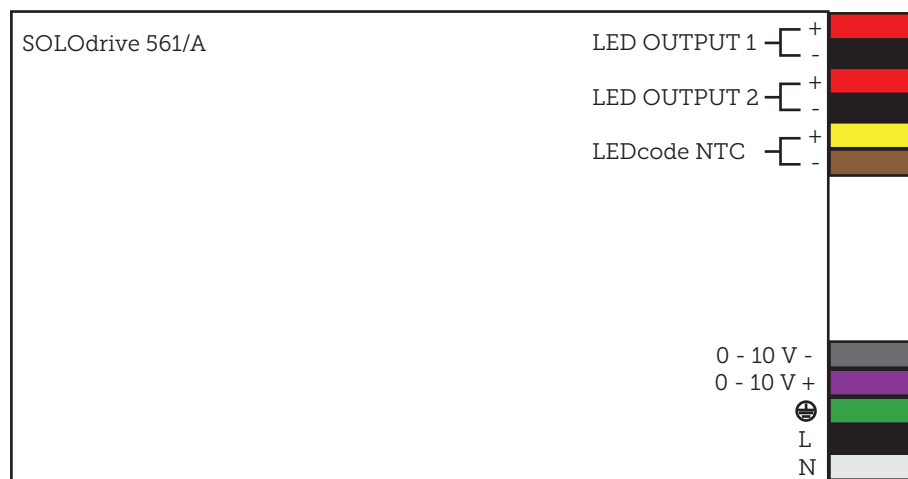 SOLOdrive 561/A
LED OUTPUT 1 + -
LED OUTPUT 2 + -
LEDcode NTC + -
0 - 10 V -
0 - 10 V +
L
N